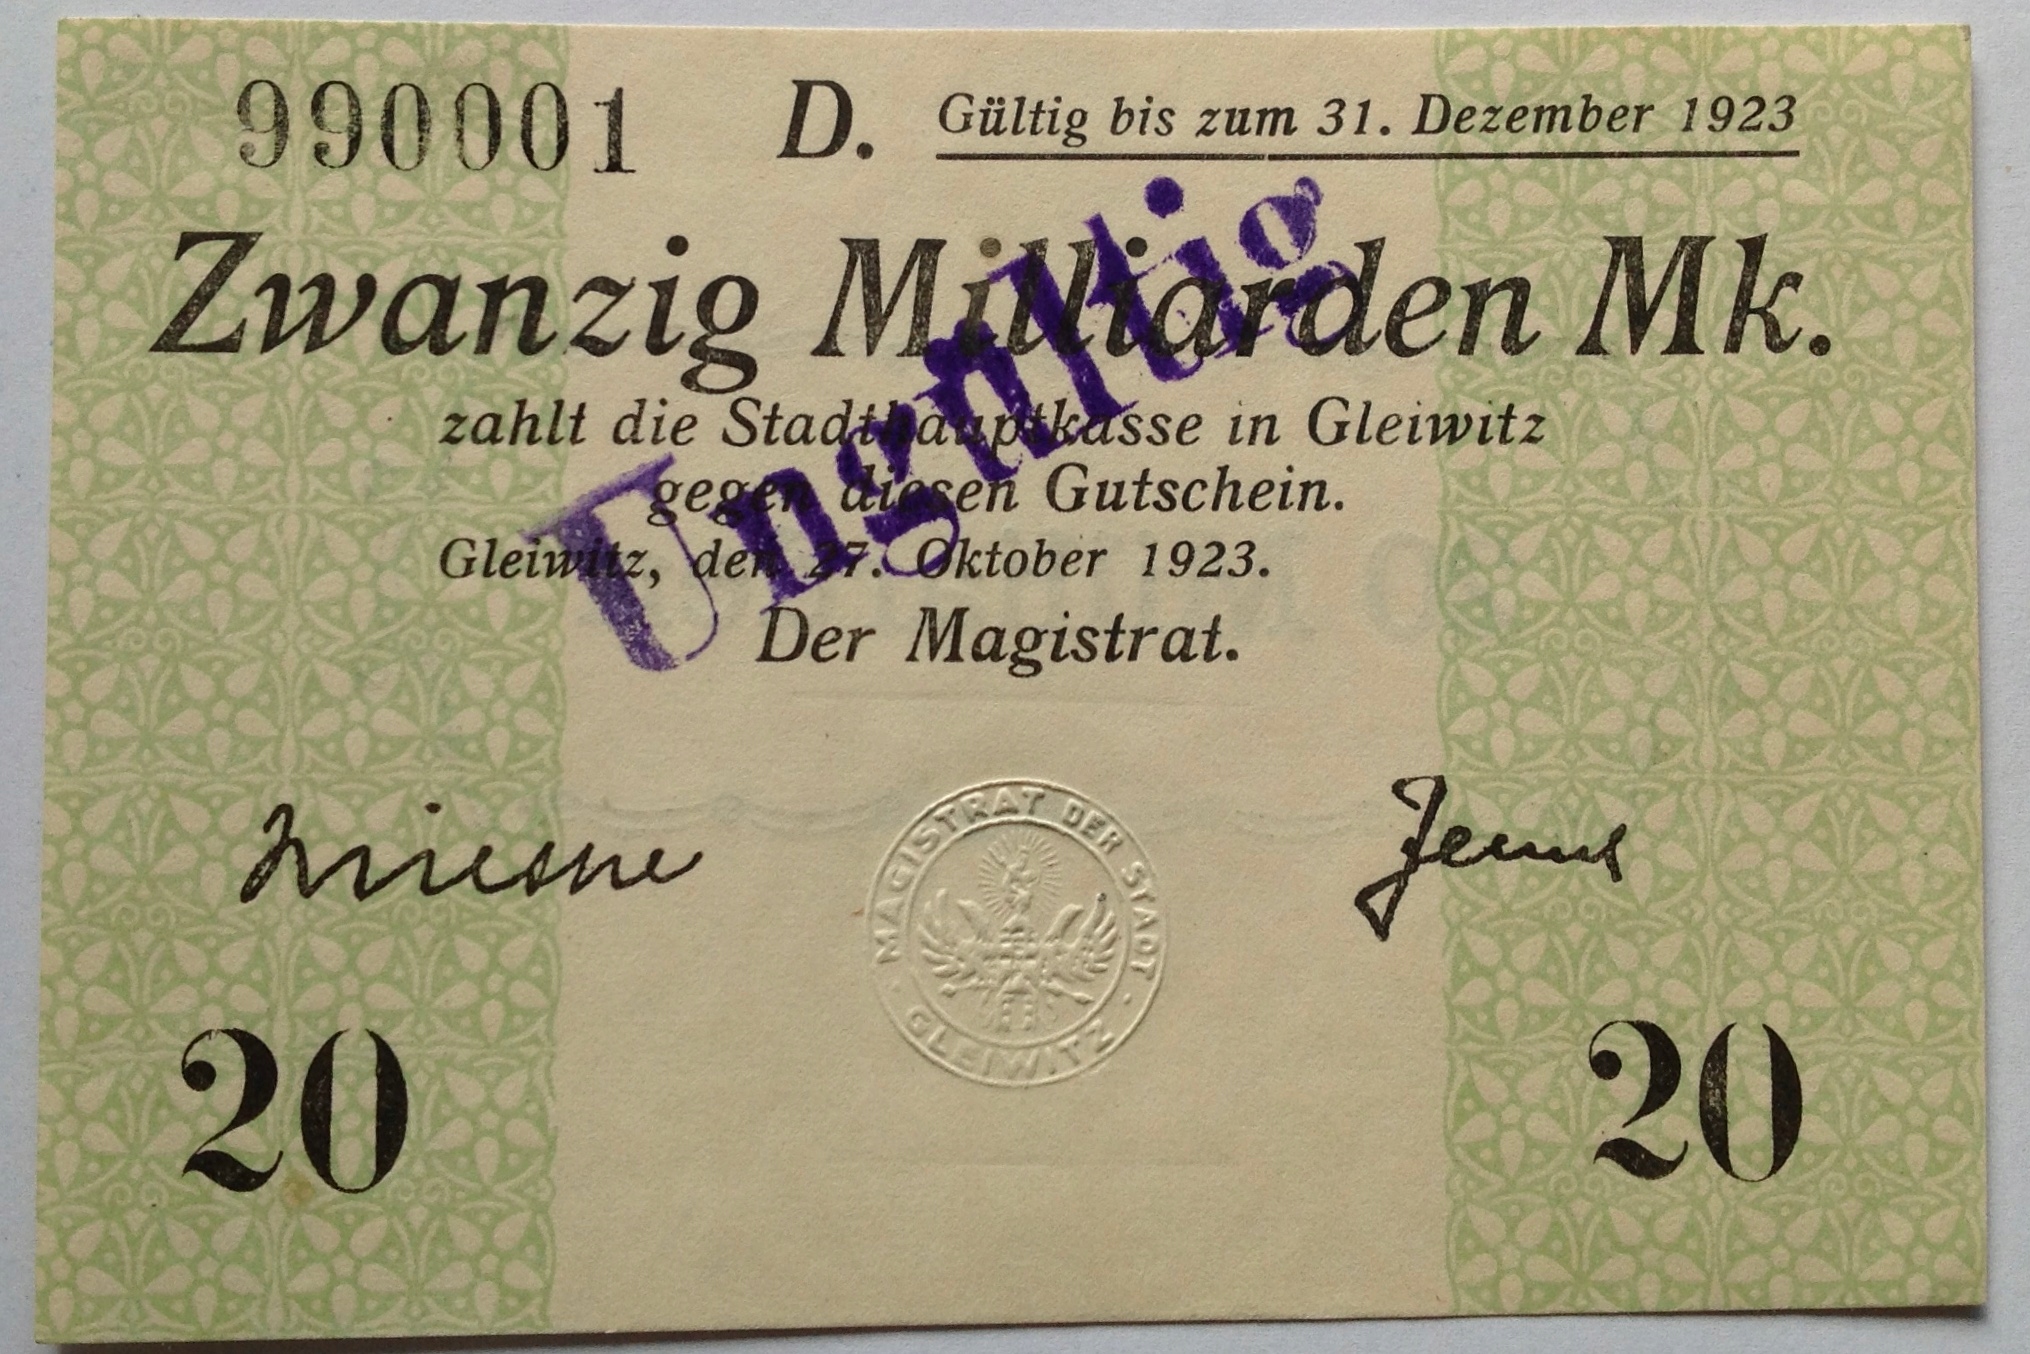 990001 D. Gültig bis zum 31. Dezember 1923
Zwanzig Milliarden Mk.
zahlt die Stadthauptkasse in Gleiwitz
gegen diesen Gutschein.
Gleiwitz, den 27. Oktober 1923.
Der Magistrat.
Ungültig
MAGISTRAT DER STADT
GLEIWITZ
20 20